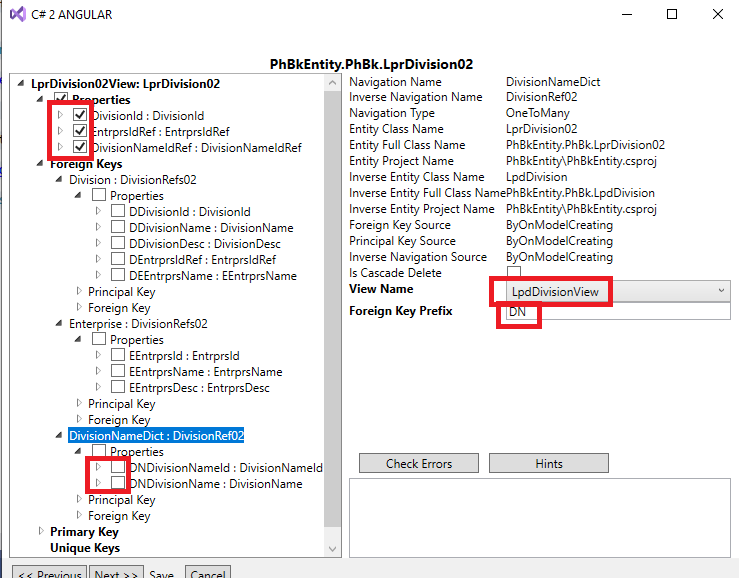 C# 2 ANGULAR
PhBkEntity.PhBk.LprDivision02
LprDivision02View: LprDivision02
Properties
DivisionId : DivisionId
EntrprsIdRef : EntrprsIdRef
DivisionNameIdRef : DivisionNameIdRef
Foreign Keys
Division : DivisionRefs02
Properties
DDivisionId : DivisionId
DDivisionName : DivisionName
DDivisionDesc : DivisionDesc
DEntrprsIdRef : EntrprsIdRef
DEEntrprsName : EEntrprsName
Principal Key
Foreign Key
Enterprise : DivisionRefs02
Properties
EEntrprsId : EntrprsId
EEntrprsName : EntrprsName
EEntrprsDesc : EntrprsDesc
Principal Key
Foreign Key
DivisionNameDict : DivisionRef02
Properties
DNDivisionNameId : DivisionNameId
DNDivisionName : DivisionName
Principal Key
Foreign Key
Primary Key
Unique Keys
Navigation Name DivisionNameDict
Inverse Navigation Name DivisionRef02
Navigation Type OneToMany
Entity Class Name LprDivision02
Entity Full Class Name PhBkEntity.PhBk.LprDivision02
Entity Project Name PhBkEntity\PhBkEntity.csproj
Inverse Entity Class Name LpdDivision
Inverse Entity Full Class Name PhBkEntity.PhBk.LpdDivision
Inverse Entity Project Name PhBkEntity\PhBkEntity.csproj
Foreign Key Source ByOnModelCreating
Principal Key Source ByOnModelCreating
Inverse Navigation Source ByOnModelCreating
Is Cascade Delete
View Name LpdDivisionView
Foreign Key Prefix DN
Check Errors Hints
<< Previous Next >> Save Cancel